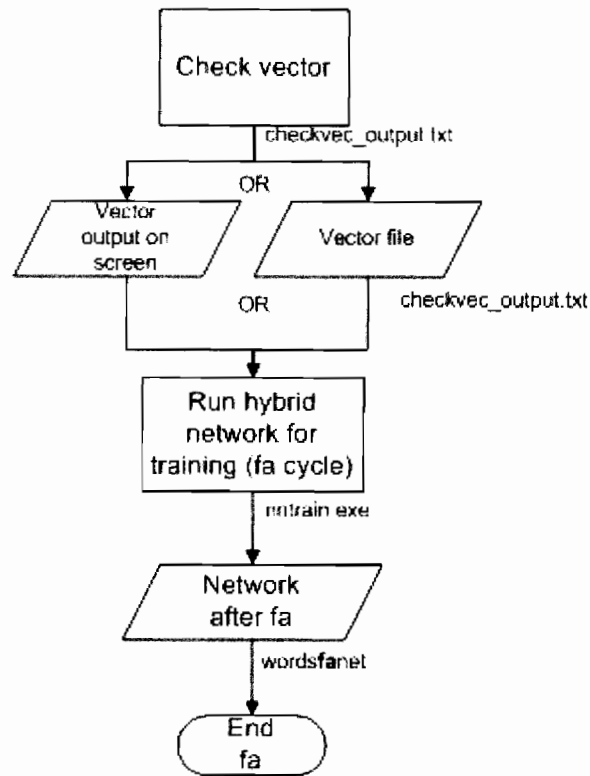 Check vector
checkvec_output.txt
OR
Vector
output on
screen
Vector file
OR
checkvec_output.txt
Run hybrid
network for
training (fa cycle)
nntrain exe
Network
after fa
wordsfanet
End
fa